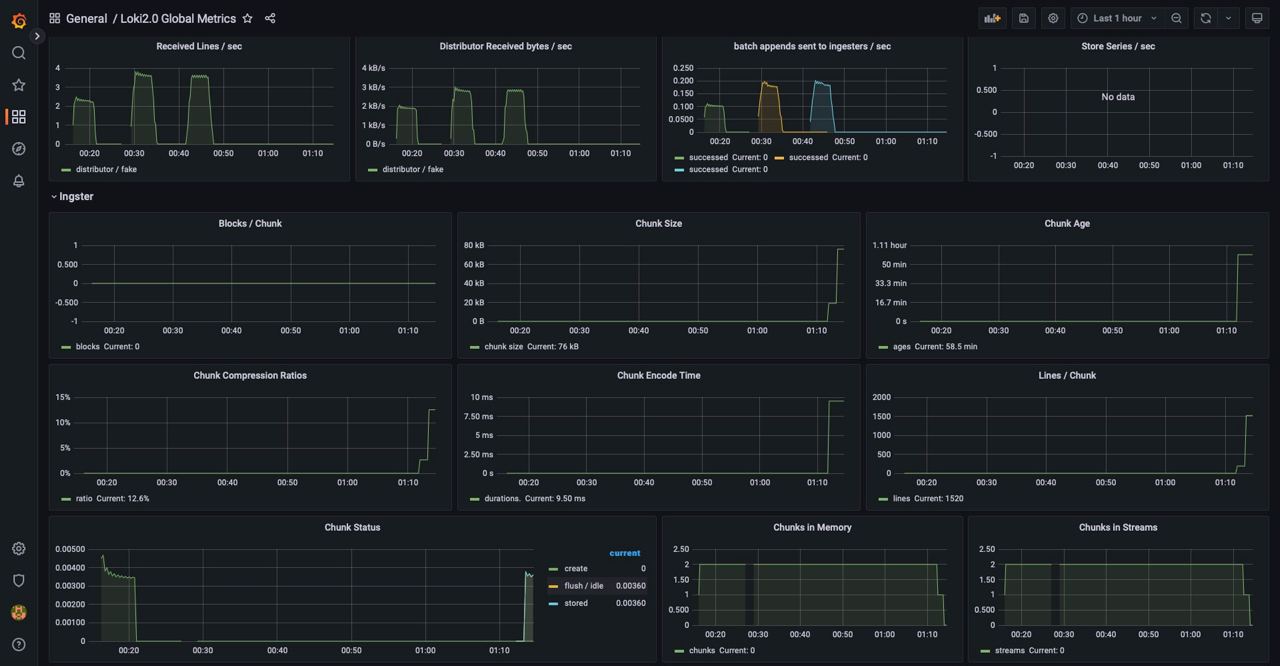 General / Loki2.0 Global Metrics
Last 1 hour
Received Lines / sec
4
3
2
1
0
00:20 00:30 00:40 00:50 01:00 01:10
distributor / fake
Distributor Received bytes / sec
4 kB/s
3 kB/s
2 kB/s
1 kB/s
0 B/s
00:20 00:30 00:40 00:50 01:00 01:10
distributor / fake
batch appends sent to ingesters / sec
0.250
0.200
0.150
0.100
0.0500
0
00:20 00:30 00:40 00:50 01:00 01:10
successed Current: 0 successed Current: 0
successed Current: 0
Store Series / sec
1
0.500
0
-0.500
-1
No data
00:20 00:30 00:40 00:50 01:00 01:10
Ingster
Blocks / Chunk
1
0.500
0
-0.500
-1
00:20 00:30 00:40 00:50 01:00 01:10
blocks Current: 0
Chunk Size
80 kB
60 kB
40 kB
20 kB
0 B
00:20 00:30 00:40 00:50 01:00 01:10
chunk size Current: 76 kB
Chunk Age
1.11 hour
50 min
33.3 min
16.7 min
0 s
00:20 00:30 00:40 00:50 01:00 01:10
ages Current: 58.5 min
Chunk Compression Ratios
15%
10%
5%
0%
00:20 00:30 00:40 00:50 01:00 01:10
ratio Current: 12.6%
Chunk Encode Time
10 ms
7.50 ms
5 ms
2.50 ms
0 s
00:20 00:30 00:40 00:50 01:00 01:10
durations. Current: 9.50 ms
Lines / Chunk
2000
1500
1000
500
0
00:20 00:30 00:40 00:50 01:00 01:10
lines Current: 1520
Chunk Status
0.00500
0.00400
0.00300
0.00200
0.00100
0
00:20 00:30 00:40 00:50 01:00 01:10
current
create 0
flush / idle 0.00360
stored 0.00360
Chunks in Memory
2.50
2
1.50
1
0.500
0
00:20 00:30 00:40 00:50 01:00 01:10
chunks Current: 0
Chunks in Streams
2.50
2
1.50
1
0.500
0
00:20 00:30 00:40 00:50 01:00 01:10
streams Current: 0